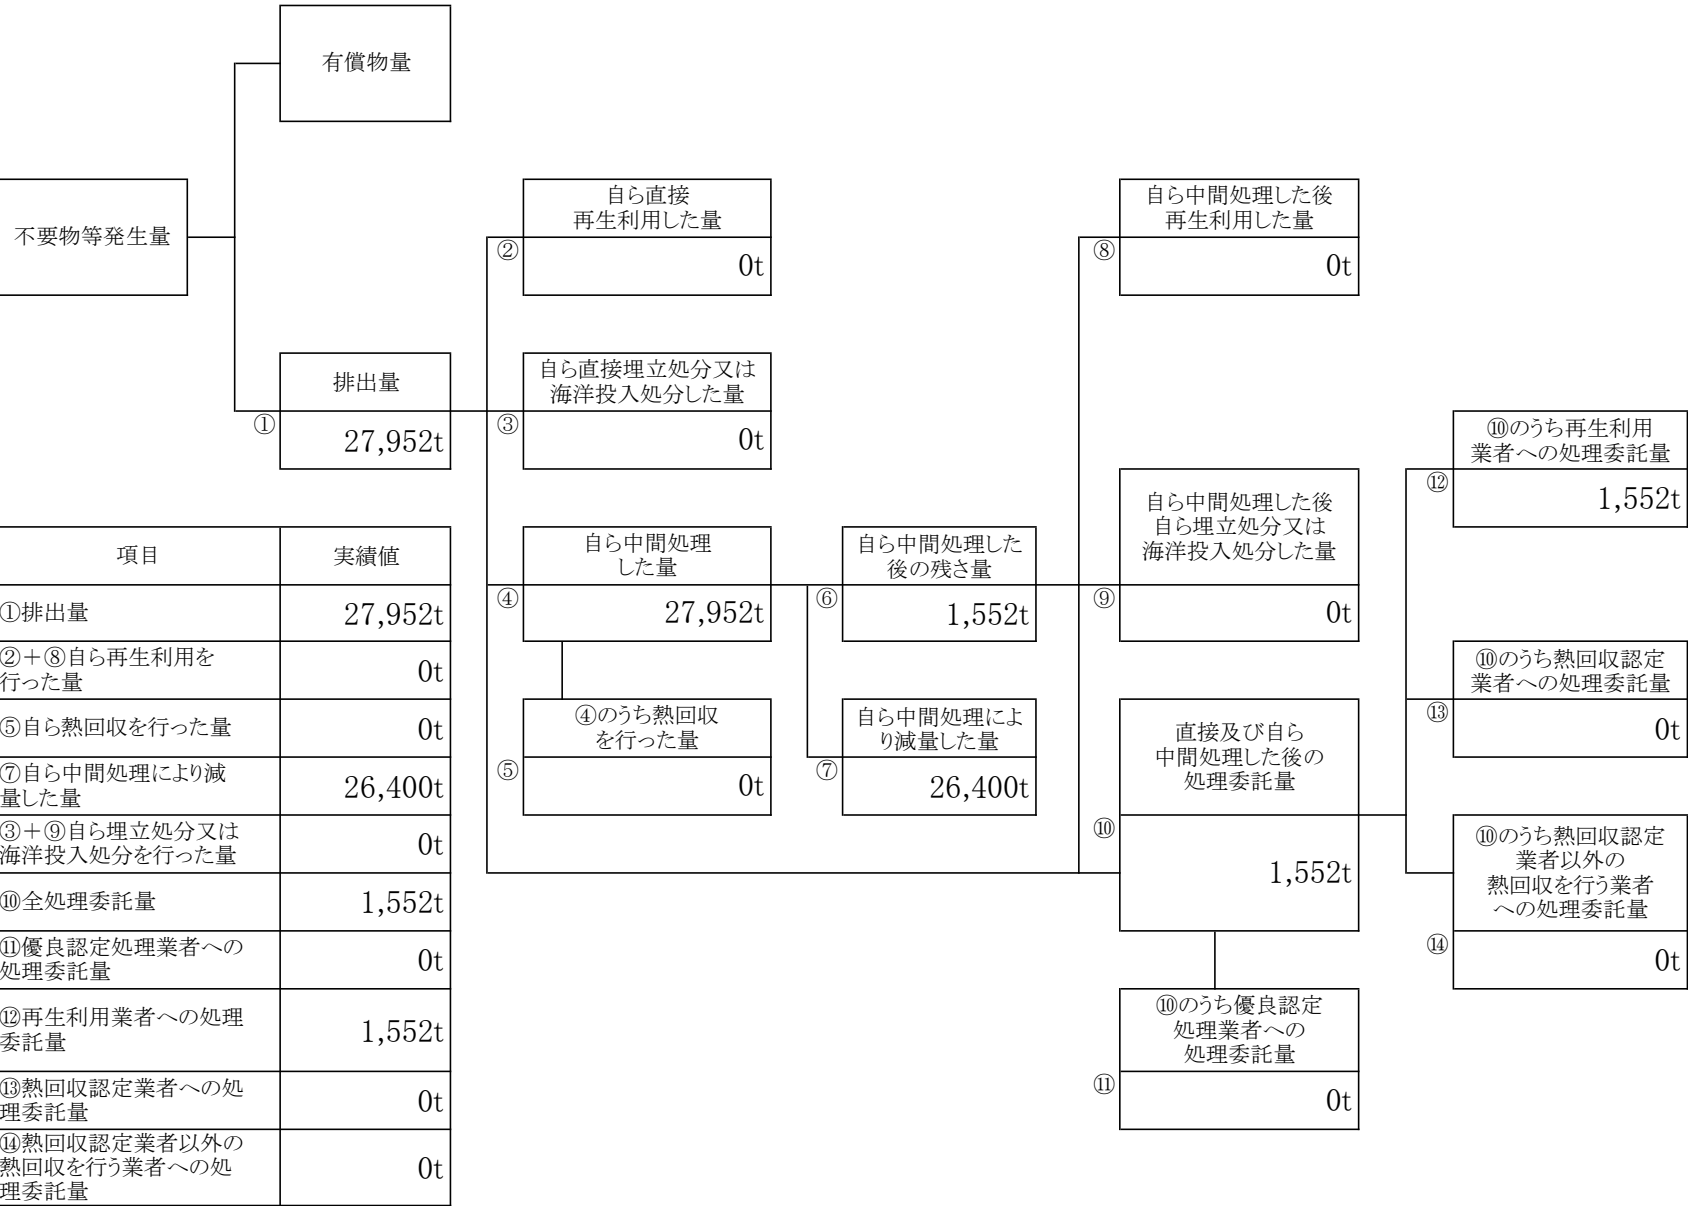 有償物量
不要物等発生量
排出量
①
27,952t
自ら直接
再生利用した量
②
0t
自ら直接埋立処分又は
海洋投入処分した量
③
0t
自ら中間処理
した量
④
27,952t
④のうち熱回収
を行った量
⑤
0t
自ら中間処理した
後の残さ量
⑥
1,552t
自ら中間処理によ
り減量した量
⑦
26,400t
自ら中間処理した後
再生利用した量
⑧
0t
自ら中間処理した後
自ら埋立処分又は
海洋投入処分した量
⑨
0t
直接及び自ら
中間処理した後の
処理委託量
⑩
1,552t
⑩のうち優良認定
処理業者への
処理委託量
⑪
0t
⑩のうち再生利用
業者への処理委託量
⑫
1,552t
⑩のうち熱回収認定
業者への処理委託量
⑬
0t
⑩のうち熱回収認定
業者以外の
熱回収を行う業者
への処理委託量
⑭
0t
項目 実績値
①排出量 27,952t
②+⑧自ら再生利用を
行った量 0t
⑤自ら熱回収を行った量 0t
⑦自ら中間処理により減
量した量 26,400t
③+⑨自ら埋立処分又は
海洋投入処分を行った量 0t
⑩全処理委託量 1,552t
⑪優良認定処理業者への
処理委託量 0t
⑫再生利用業者への処理
委託量 1,552t
⑬熱回収認定業者への処
理委託量 0t
⑭熱回収認定業者以外の
熱回収を行う業者への処
理委託量 0t